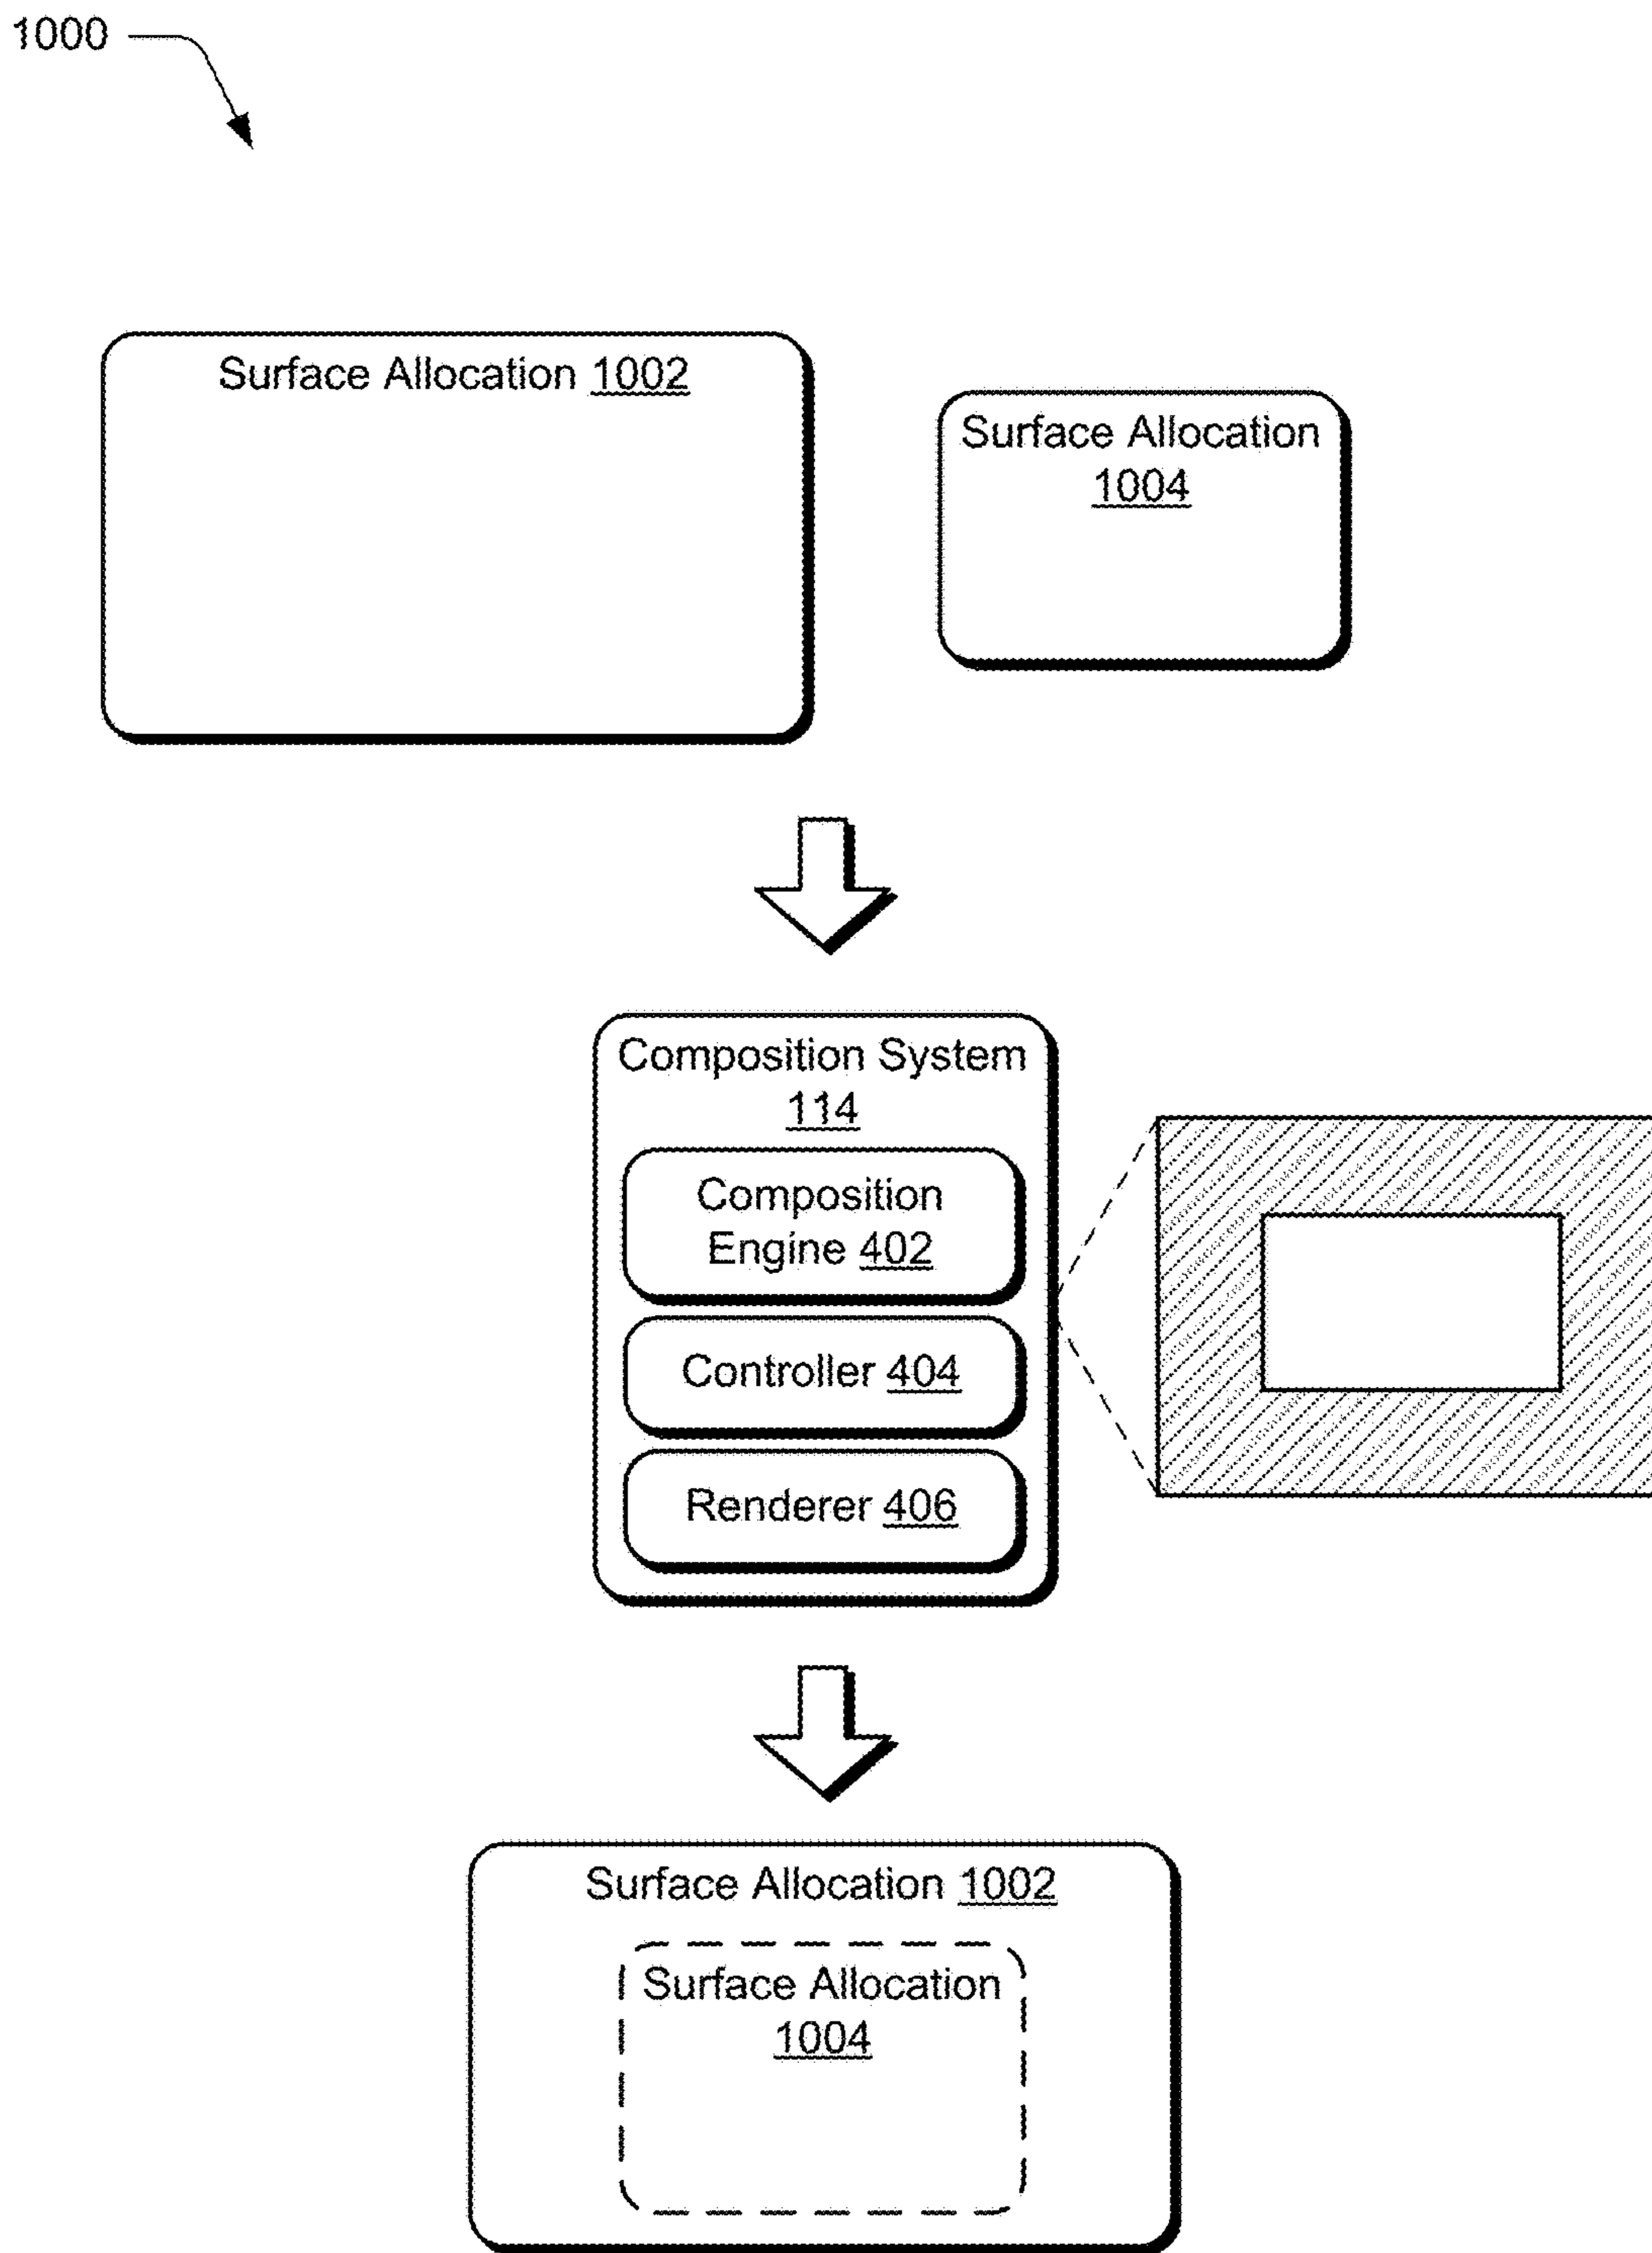 1000
Surface Allocation 1002
Surface Allocation
1004
Composition System
114
Composition
Engine 402
Controller 404
Renderer 406
Surface Allocation 1002
Surface Allocation
1004